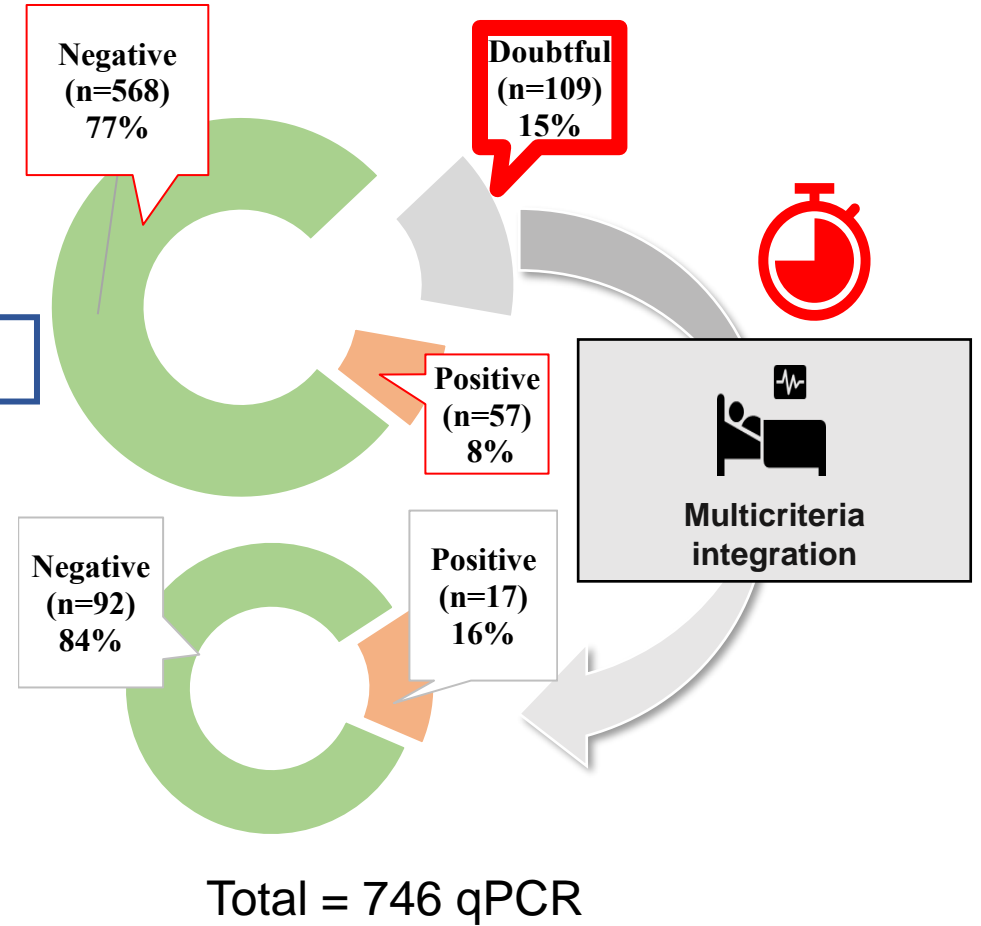 Negative
(n=568)
77%
Doubtful
(n=109)
15%
Positive
(n=57)
8%
Multicriteria
integration
Negative
(n=92)
84%
Positive
(n=17)
16%
Total = 746 qPCR